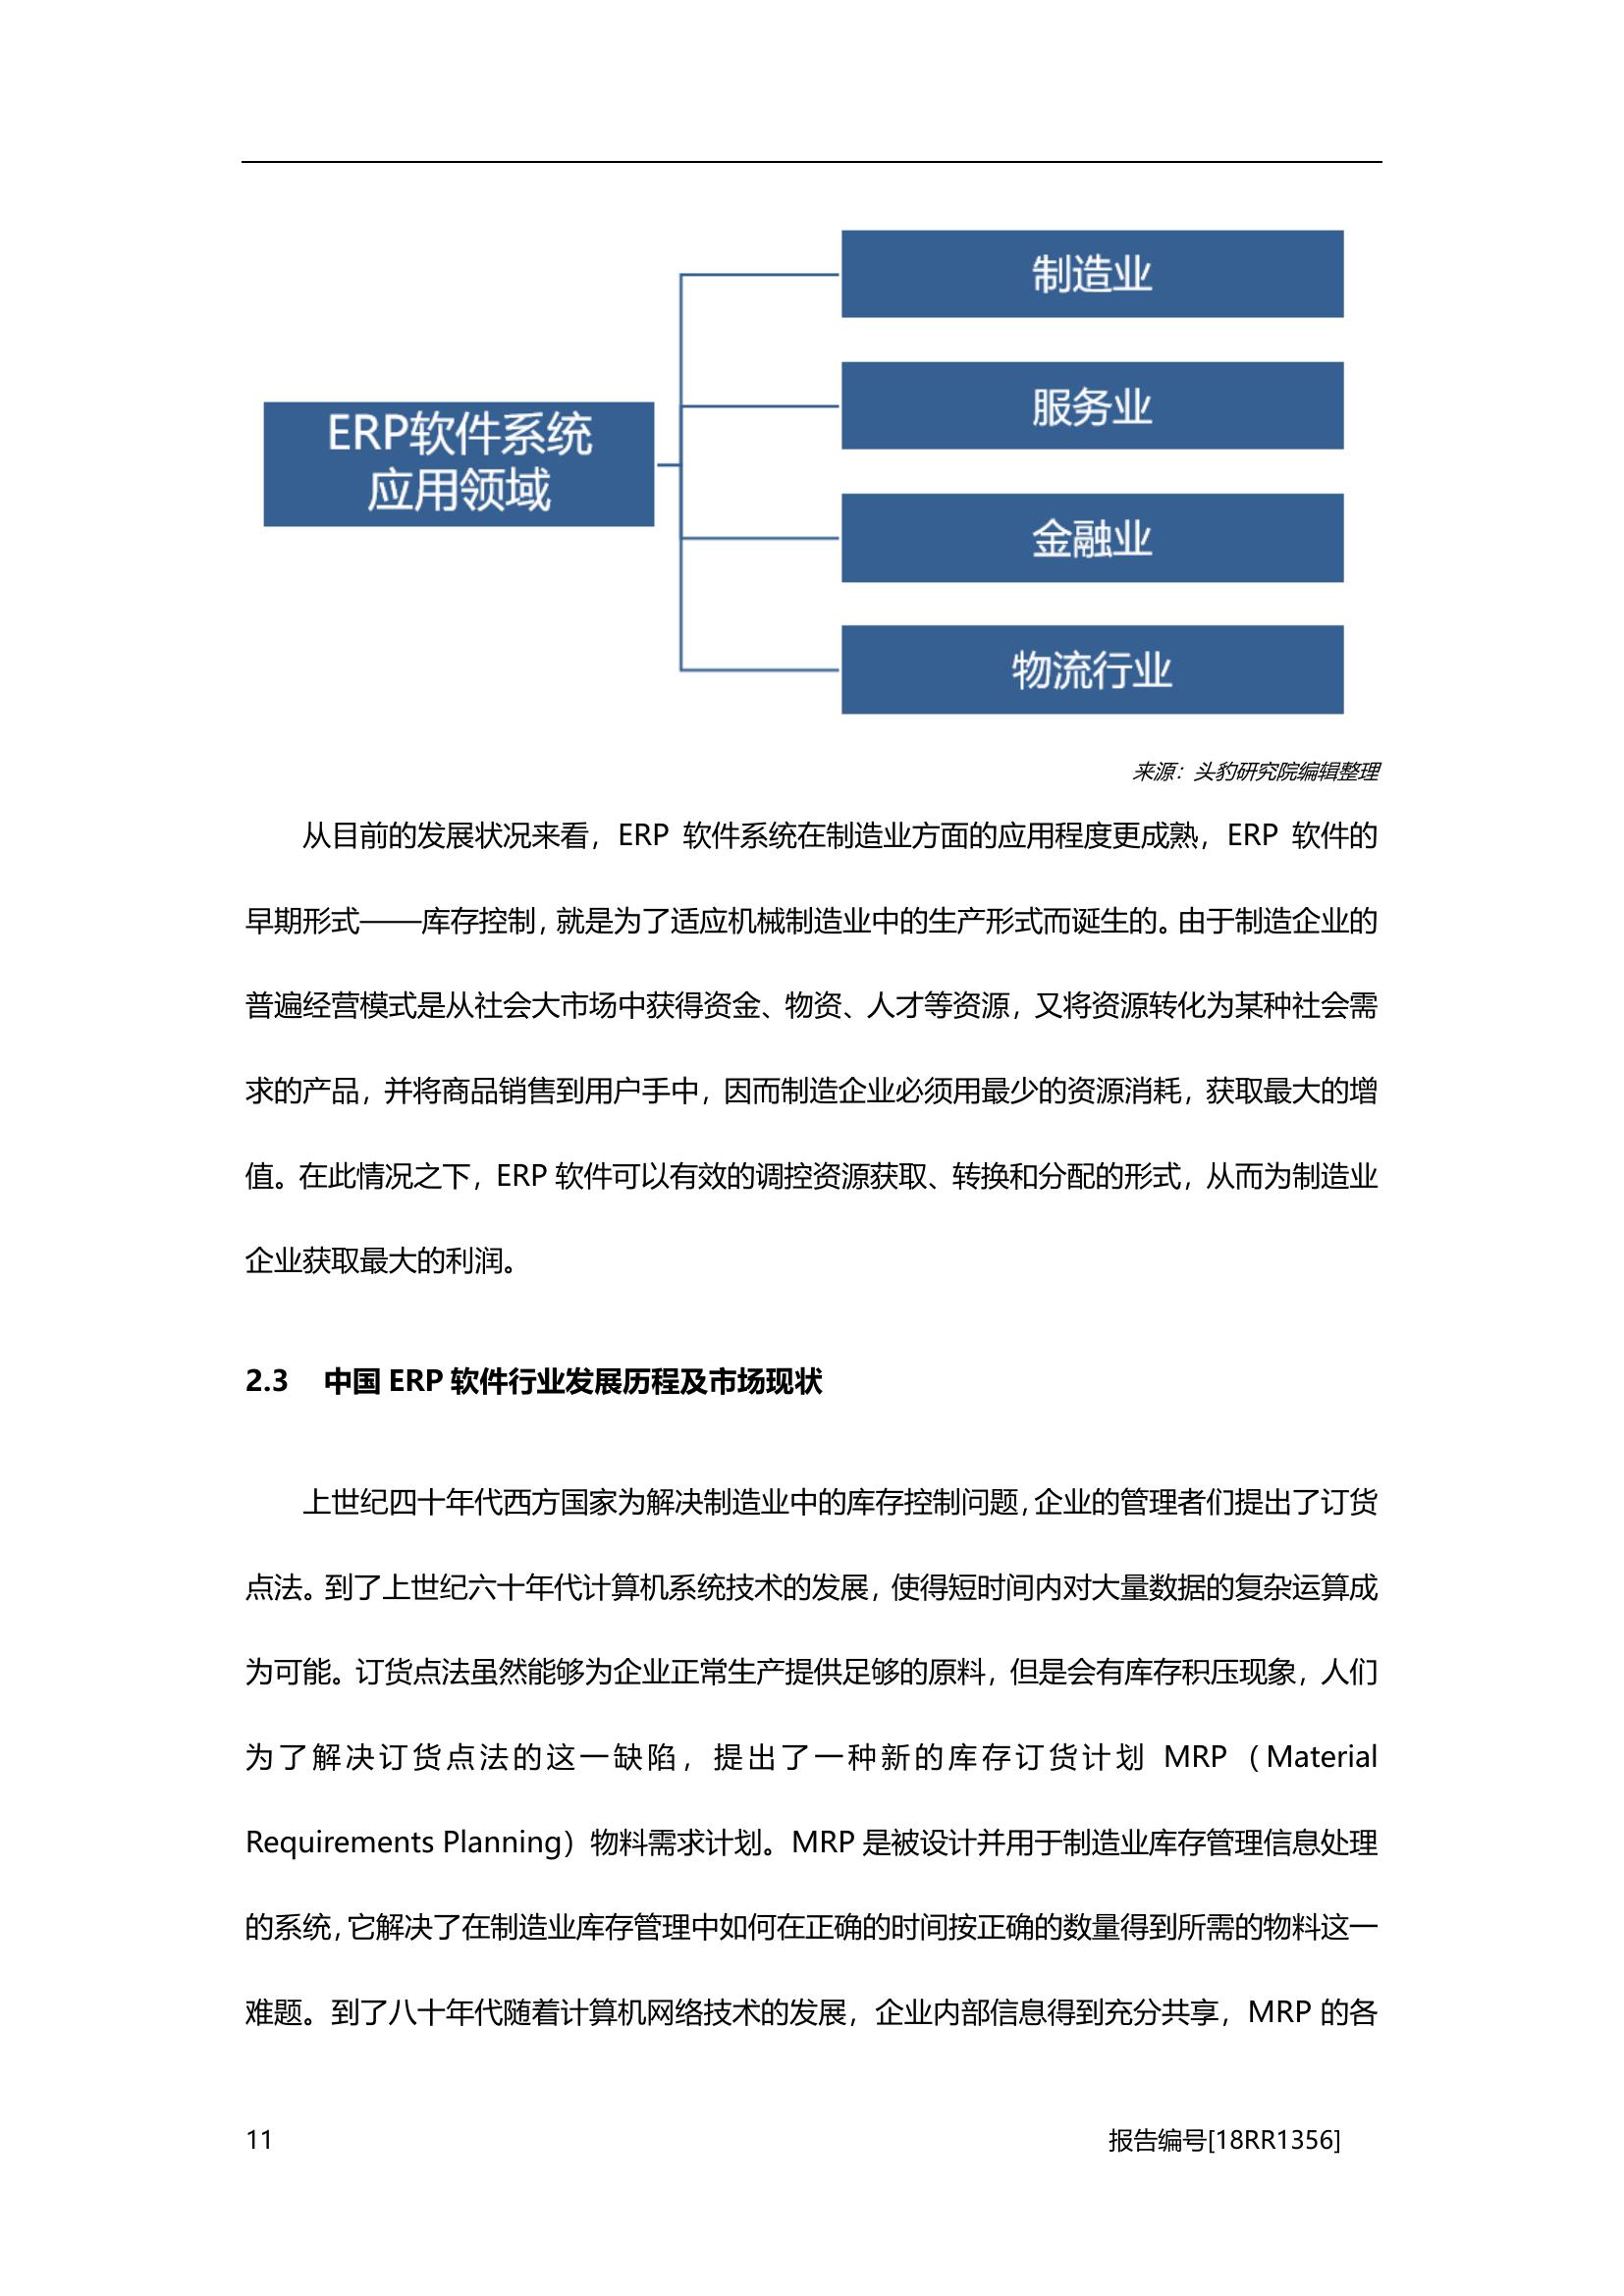 ERP软件系统
应用领域
制造业
服务业
金融业
物流行业
来源：头豹研究院编辑整理
从目前的发展状况来看，ERP 软件系统在制造业方面的应用程度更成熟，ERP 软件的
早期形式——库存控制，就是为了适应机械制造业中的生产形式而诞生的。由于制造企业的
普遍经营模式是从社会大市场中获得资金、物资、人才等资源，又将资源转化为某种社会需
求的产品，并将商品销售到用户手中，因而制造企业必须用最少的资源消耗，获取最大的增
值。在此情况之下，ERP 软件可以有效的调控资源获取、转换和分配的形式，从而为制造业
企业获取最大的利润。
2.3 中国 ERP 软件行业发展历程及市场现状
上世纪四十年代西方国家为解决制造业中的库存控制问题，企业的管理者们提出了订货
点法。到了上世纪六十年代计算机系统技术的发展，使得短时间内对大量数据的复杂运算成
为可能。订货点法虽然能够为企业正常生产提供足够的原料，但是会有库存积压现象，人们
为了解决订货点法的这一缺陷，提出了一种新的库存订货计划 MRP（Material
Requirements Planning）物料需求计划。MRP 是被设计并用于制造业库存管理信息处理
的系统，它解决了在制造业库存管理中如何在正确的时间按正确的数量得到所需的物料这一
难题。到了八十年代随着计算机网络技术的发展，企业内部信息得到充分共享，MRP 的各
11 报告编号[18RR1356]